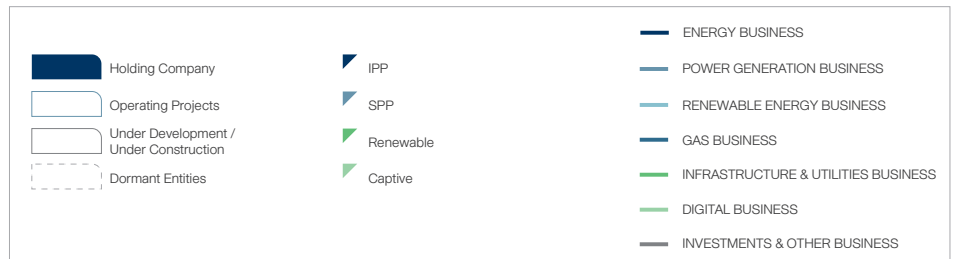 Holding Company
Operating Projects
Under Development /
Under Construction
Dormant Entities
IPP
SPP
Renewable
Captive
ENERGY BUSINESS
POWER GENERATION BUSINESS
RENEWABLE ENERGY BUSINESS
GAS BUSINESS
INFRASTRUCTURE & UTILITIES BUSINESS
DIGITAL BUSINESS
INVESTMENTS & OTHER BUSINESS